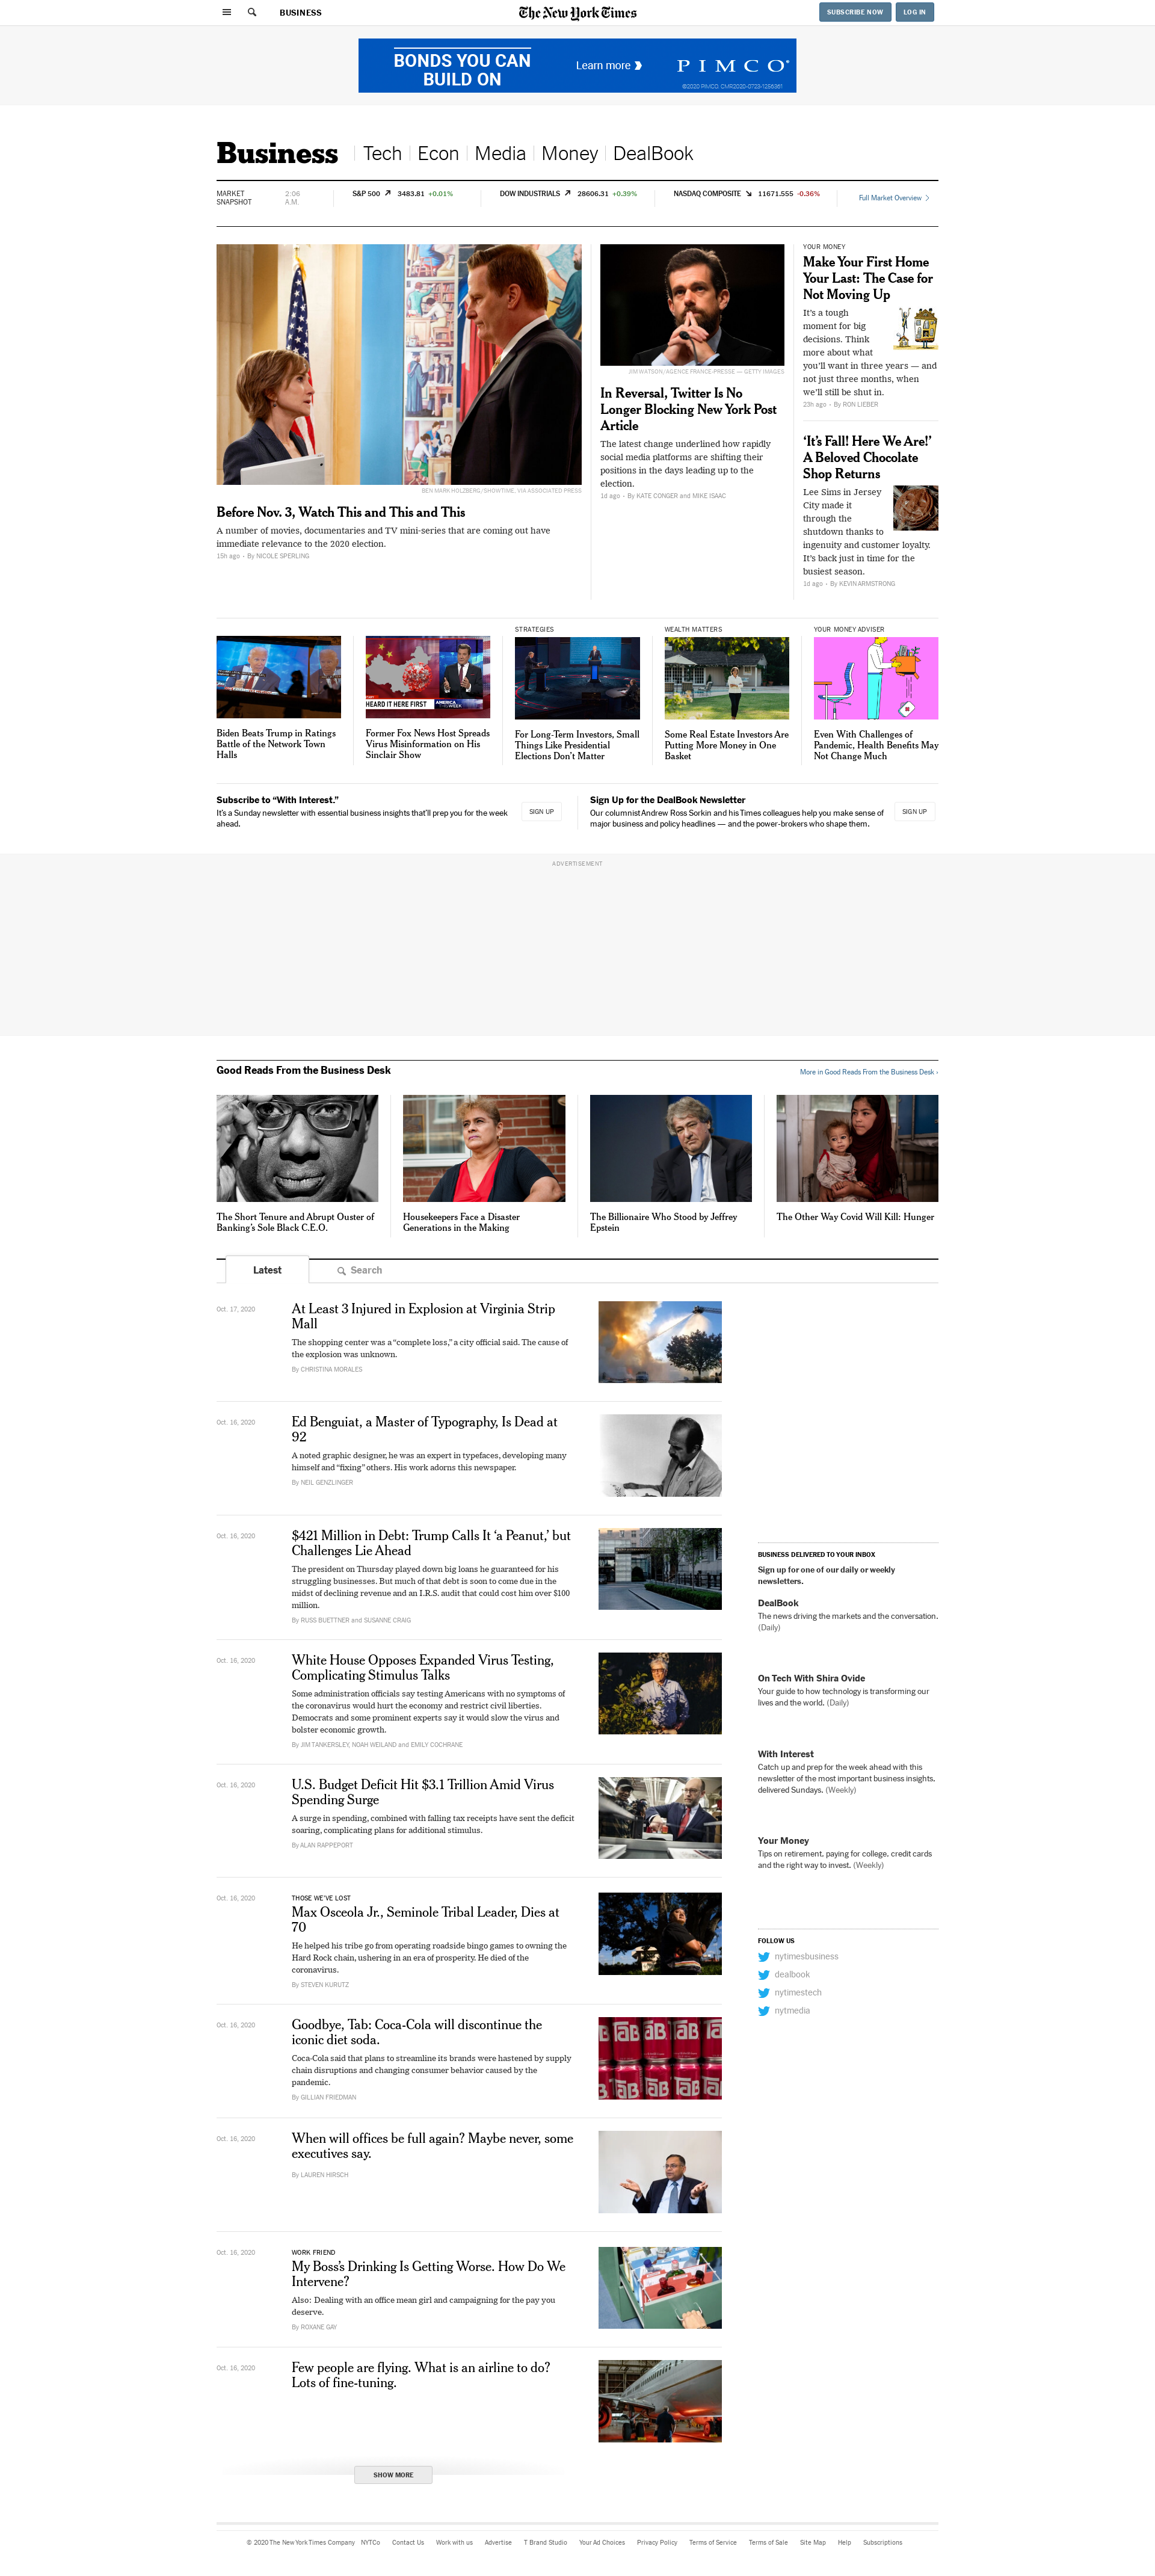 BUSINESS
The New York Times
SUBSCRIBE NOW
LOG IN
BONDS YOU CAN
BUILD ON
Learn more
PIMCO
©2020 PIMCO. CMR2020-0723-1256361
Business
Tech
Econ
Media
Money
DealBook
MARKET
SNAPSHOT
2:06
A.M.
S&P 500 3483.81 +0.01%
DOW INDUSTRIALS 28606.31 +0.39%
NASDAQ COMPOSITE 11671.555 -0.36%
Full Market Overview
BEN MARK HOLZBERG/SHOWTIME, VIA ASSOCIATED PRESS
Before Nov. 3, Watch This and This and This
A number of movies, documentaries and TV mini-series that are coming out have
immediate relevance to the 2020 election.
15h ago · By NICOLE SPERLING
JIM WATSON/AGENCE FRANCE-PRESSE — GETTY IMAGES
In Reversal, Twitter Is No
Longer Blocking New York Post
Article
The latest change underlined how rapidly
social media platforms are shifting their
positions in the days leading up to the
election.
1d ago · By KATE CONGER and MIKE ISAAC
YOUR MONEY
Make Your First Home
Your Last: The Case for
Not Moving Up
It's a tough
moment for big
decisions. Think
more about what
you'll want in three years — and
not just three months, when
we'll still be shut in.
23h ago · By RON LIEBER
‘It’s Fall! Here We Are!’
A Beloved Chocolate
Shop Returns
Lee Sims in Jersey
City made it
through the
shutdown thanks to
ingenuity and customer loyalty.
It's back just in time for the
busiest season.
1d ago · By KEVIN ARMSTRONG
Biden Beats Trump in Ratings
Battle of the Network Town
Halls
HEARD IT HERE FIRST
AMERICA
THIS WEEK
Former Fox News Host Spreads
Virus Misinformation on His
Sinclair Show
STRATEGIES
For Long-Term Investors, Small
Things Like Presidential
Elections Don’t Matter
WEALTH MATTERS
Some Real Estate Investors Are
Putting More Money in One
Basket
YOUR MONEY ADVISER
Even With Challenges of
Pandemic, Health Benefits May
Not Change Much
Subscribe to “With Interest.”
It’s a Sunday newsletter with essential business insights that’ll prep you for the week
ahead.
SIGN UP
Sign Up for the DealBook Newsletter
Our columnist Andrew Ross Sorkin and his Times colleagues help you make sense of
major business and policy headlines — and the power-brokers who shape them.
SIGN UP
ADVERTISEMENT
Good Reads From the Business Desk
More in Good Reads From the Business Desk ›
The Short Tenure and Abrupt Ouster of
Banking’s Sole Black C.E.O.
Housekeepers Face a Disaster
Generations in the Making
The Billionaire Who Stood by Jeffrey
Epstein
The Other Way Covid Will Kill: Hunger
Latest
Search
Oct. 17, 2020
At Least 3 Injured in Explosion at Virginia Strip
Mall
The shopping center was a “complete loss,” a city official said. The cause of
the explosion was unknown.
By CHRISTINA MORALES
Oct. 16, 2020
Ed Benguiat, a Master of Typography, Is Dead at
92
A noted graphic designer, he was an expert in typefaces, developing many
himself and “fixing” others. His work adorns this newspaper.
By NEIL GENZLINGER
Oct. 16, 2020
$421 Million in Debt: Trump Calls It ‘a Peanut,’ but
Challenges Lie Ahead
The president on Thursday played down big loans he guaranteed for his
struggling businesses. But much of that debt is soon to come due in the
midst of declining revenue and an I.R.S. audit that could cost him over $100
million.
By RUSS BUETTNER and SUSANNE CRAIG
Oct. 16, 2020
White House Opposes Expanded Virus Testing,
Complicating Stimulus Talks
Some administration officials say testing Americans with no symptoms of
the coronavirus would hurt the economy and restrict civil liberties.
Democrats and some prominent experts say it would slow the virus and
bolster economic growth.
By JIM TANKERSLEY, NOAH WEILAND and EMILY COCHRANE
Oct. 16, 2020
U.S. Budget Deficit Hit $3.1 Trillion Amid Virus
Spending Surge
A surge in spending, combined with falling tax receipts have sent the deficit
soaring, complicating plans for additional stimulus.
By ALAN RAPPEPORT
Oct. 16, 2020
THOSE WE’VE LOST
Max Osceola Jr., Seminole Tribal Leader, Dies at
70
He helped his tribe go from operating roadside bingo games to owning the
Hard Rock chain, ushering in an era of prosperity. He died of the
coronavirus.
By STEVEN KURUTZ
Oct. 16, 2020
Goodbye, Tab: Coca-Cola will discontinue the
iconic diet soda.
Coca-Cola said that plans to streamline its brands were hastened by supply
chain disruptions and changing consumer behavior caused by the
pandemic.
By GILLIAN FRIEDMAN
TaB TaB TaB TaB
Oct. 16, 2020
When will offices be full again? Maybe never, some
executives say.
By LAUREN HIRSCH
Oct. 16, 2020
WORK FRIEND
My Boss’s Drinking Is Getting Worse. How Do We
Intervene?
Also: Dealing with an office mean girl and campaigning for the pay you
deserve.
By ROXANE GAY
Oct. 16, 2020
Few people are flying. What is an airline to do?
Lots of fine-tuning.
SHOW MORE
BUSINESS DELIVERED TO YOUR INBOX
Sign up for one of our daily or weekly
newsletters.
DealBook
The news driving the markets and the conversation.
(Daily)
On Tech With Shira Ovide
Your guide to how technology is transforming our
lives and the world. (Daily)
With Interest
Catch up and prep for the week ahead with this
newsletter of the most important business insights,
delivered Sundays. (Weekly)
Your Money
Tips on retirement, paying for college, credit cards
and the right way to invest. (Weekly)
FOLLOW US
nytimesbusiness
dealbook
nytimestech
nytmedia
© 2020 The New York Times Company NYTCo Contact Us Work with us Advertise T Brand Studio Your Ad Choices Privacy Policy Terms of Service Terms of Sale Site Map Help Subscriptions